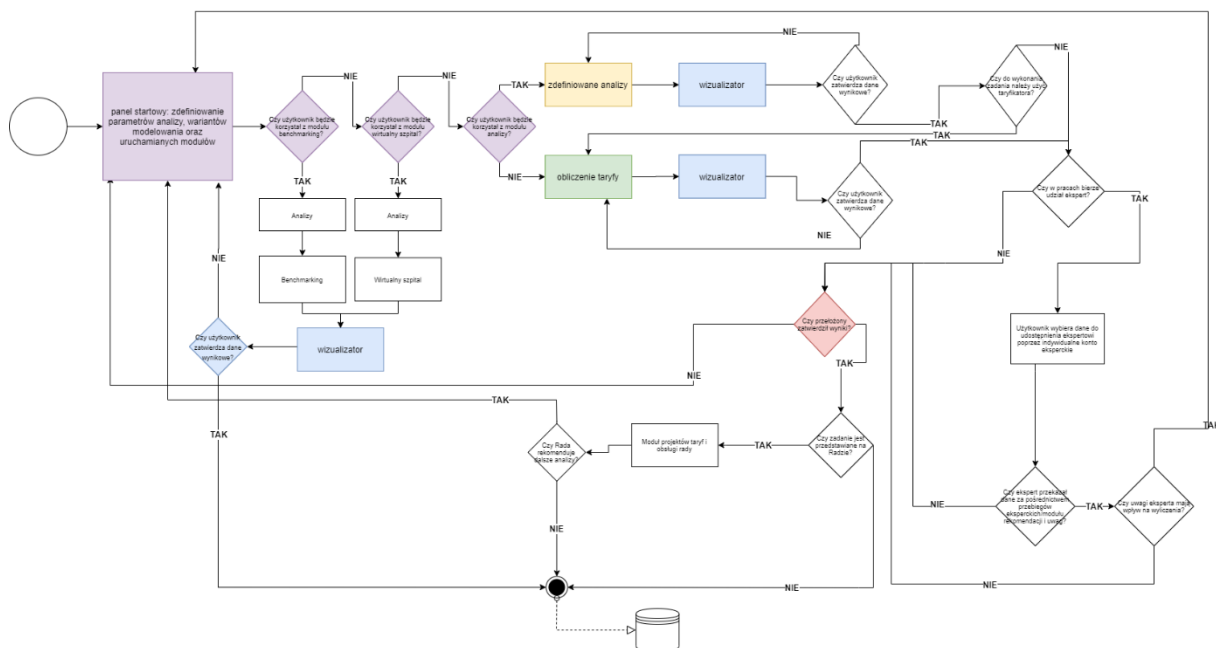 NIE
NIE
NIE
NIE
panel startowy: zdefiniowanie
parametrów analizy, wariantów
modelowania oraz
uruchamianych modułów
Czy użytkownik będzie
korzystał z modułu
benchmarking?
Czy użytkownik będzie
korzystał z modułu
wirtualny szpital?
Czy użytkownik będzie
korzystał z modułu
analizy?
TAK
zdefiniowane analizy
wizualizator
Czy użytkownik
zatwierdza dane
wynikowe?
Czy do wykonania
zadania należy użyć
taryfikatora?
TAK
TAK
TAK
TAK
NIE
obliczenie taryfy
wizualizator
Czy użytkownik
zatwierdza dane
wynikowe?
NIE
TAK
Czy w pracach bierze
udział ekspert?
TAK
NIE
Analizy
Analizy
Benchmarking
Wirtualny szpital
NIE
Czy użytkownik
zatwierdza dane
wynikowe?
wizualizator
Czy przełożony
zatwierdził wyniki?
Użytkownik wybiera dane do
udostępnienia ekspertowi
poprzez indywidualne konto
eksperckie
NIE
TAK
TAK
TAK
TAK
Czy Rada
rekomenduje
dalsze analizy?
Moduł projektów taryf i
obsługi rady
TAK
Czy zadanie jest
przedstawiane na
Radzie?
Czy ekspert przekazał
dane za pośrednictwem
przebiegów
eksperckich/modułu
rekomendacji i uwag?
NIE
TAK
Czy uwagi eksperta mają
wpływ na wyliczenia?
NIE
NIE
NIE